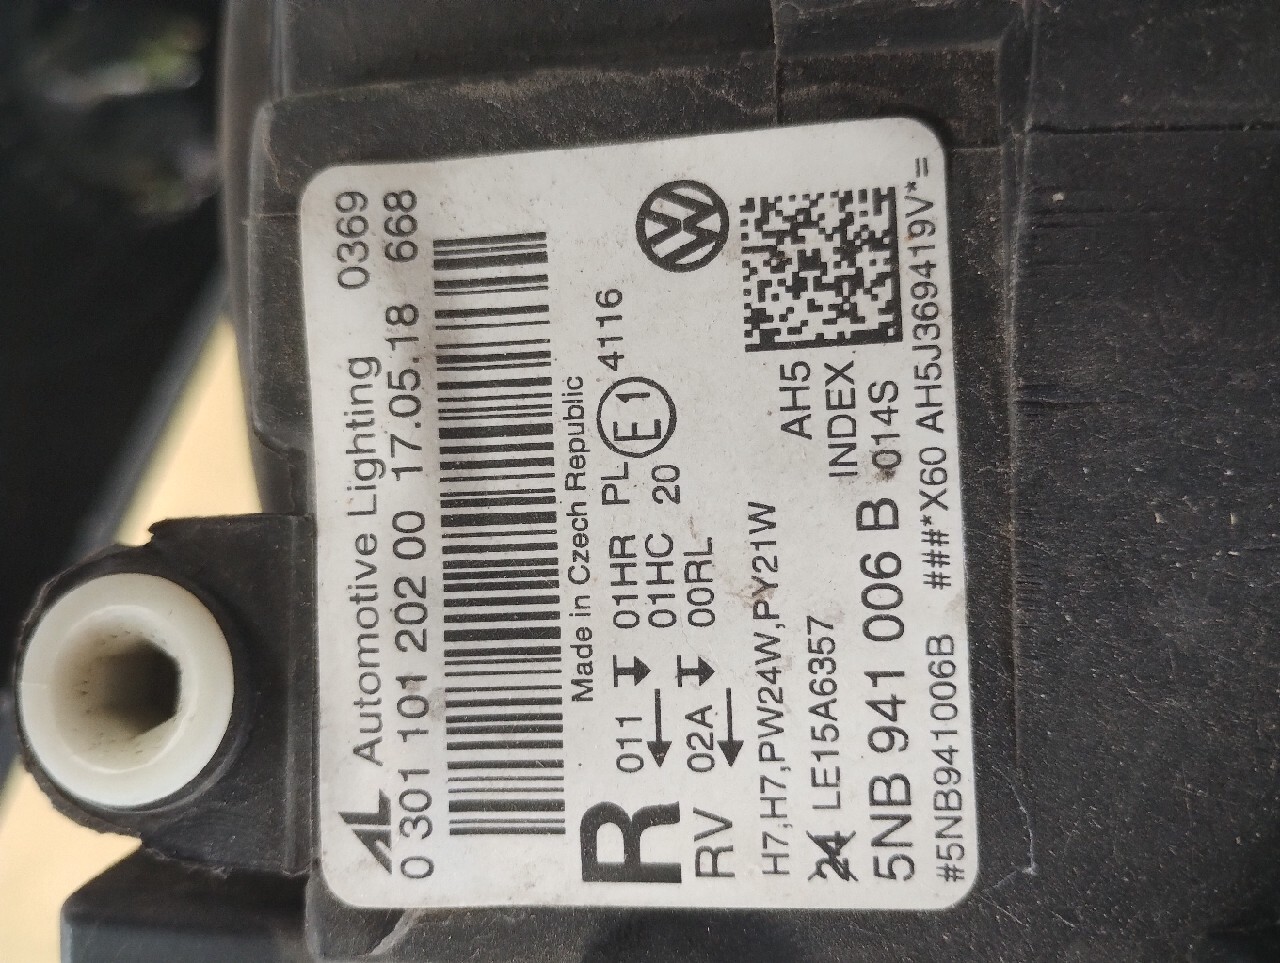 AL Automotive Lighting 0369
0 301 101 202 00 17.05.18 668
Made in Czech Republic
R 011 01HR PL E1 4116
01HC 20
RV 02A 00RL
H7,H7,PW24W,PY21W AH5
24 LE15A6357 INDEX
5NB 941 006 B 014S
#5NB941006B ###*X60 AH5J3694419V*=